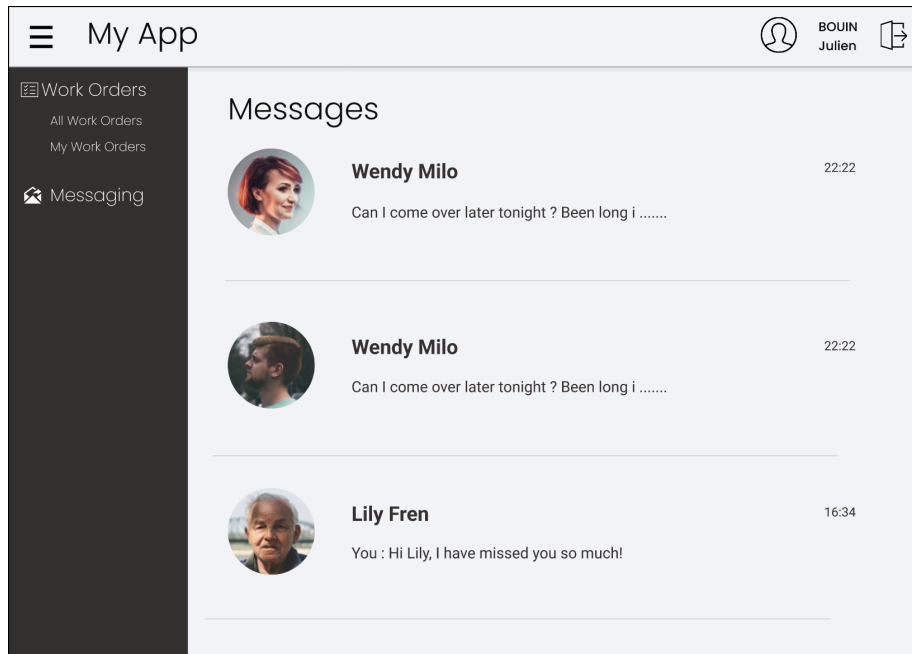 My App
BOUIN
Julien
Work Orders
All Work Orders
My Work Orders
Messaging
Messages
Wendy Milo
22:22
Can I come over later tonight ? Been long i .......
Wendy Milo
22:22
Can I come over later tonight ? Been long i .......
Lily Fren
16:34
You : Hi Lily, I have missed you so much!